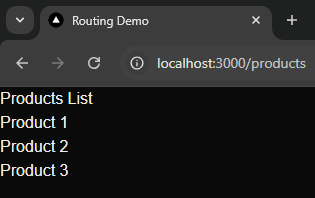 Routing Demo
localhost:3000/products
Products List
Product 1
Product 2
Product 3